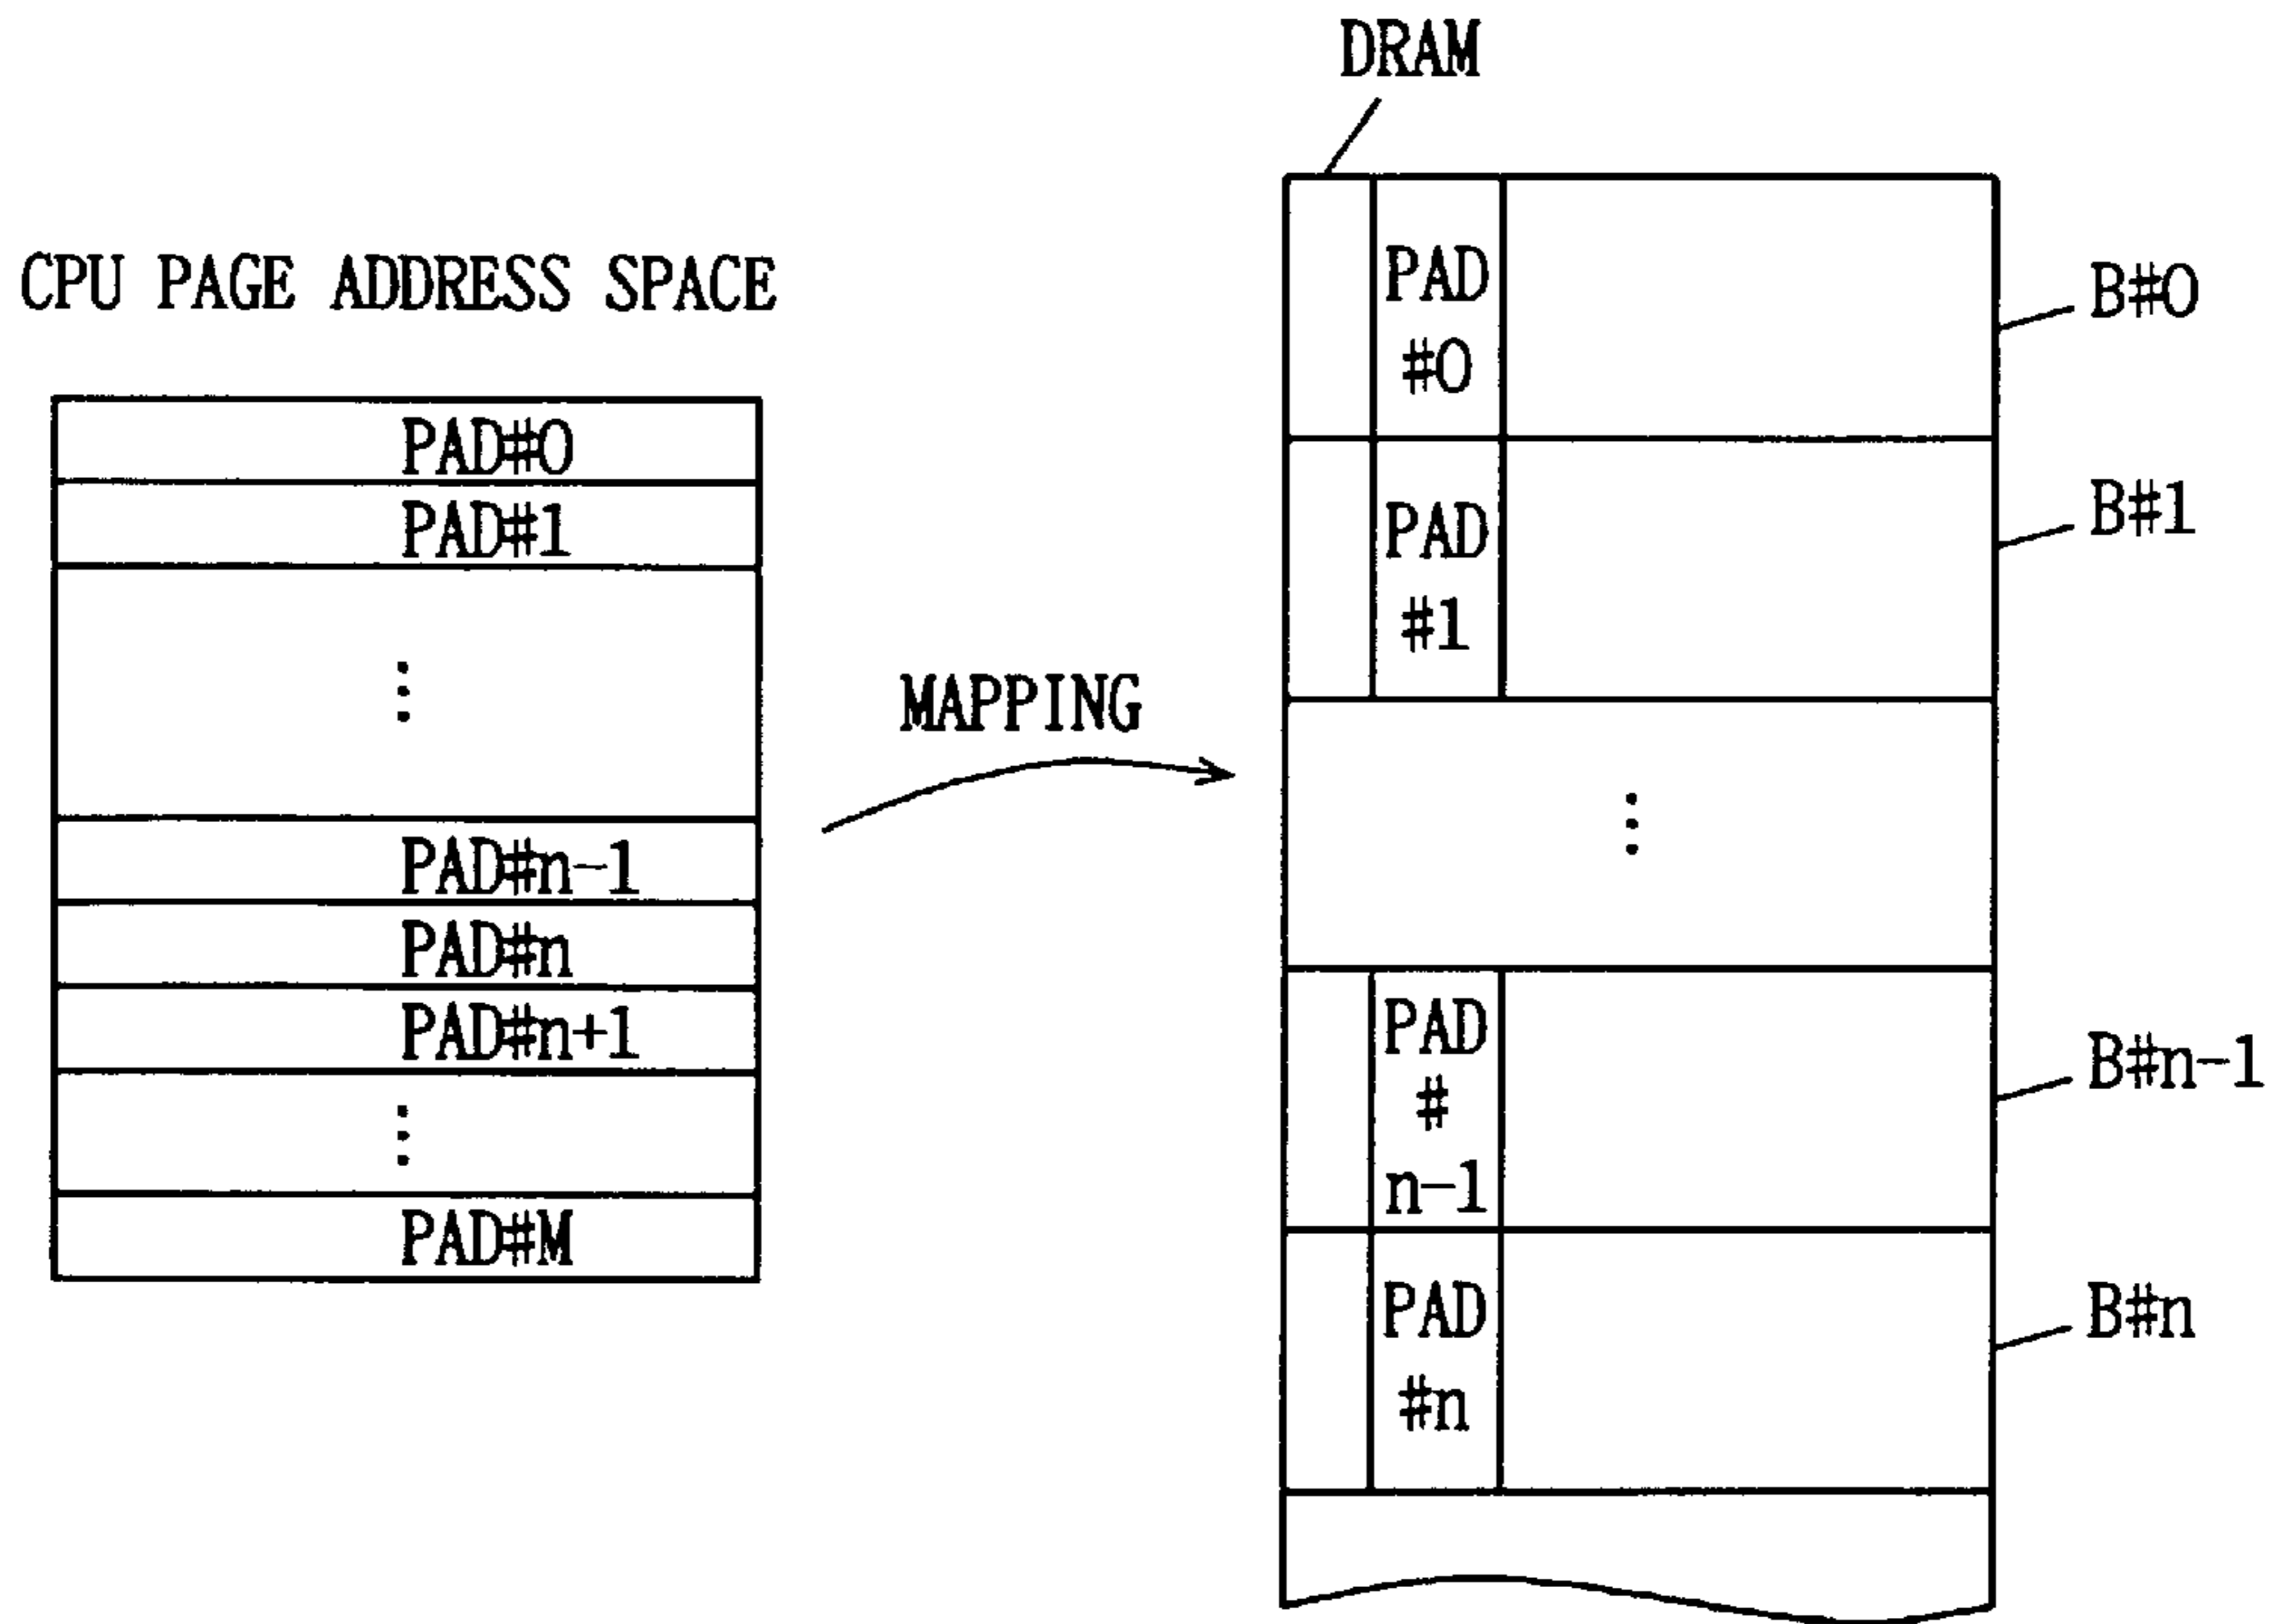 CPU PAGE ADDRESS SPACE
PAD#0
PAD#1
PAD#n-1
PAD#n
PAD#n+1
PAD#M
MAPPING
DRAM
PAD
#0
B#0
PAD
#1
B#1
PAD
#
n-1
B#n-1
PAD
#n
B#n